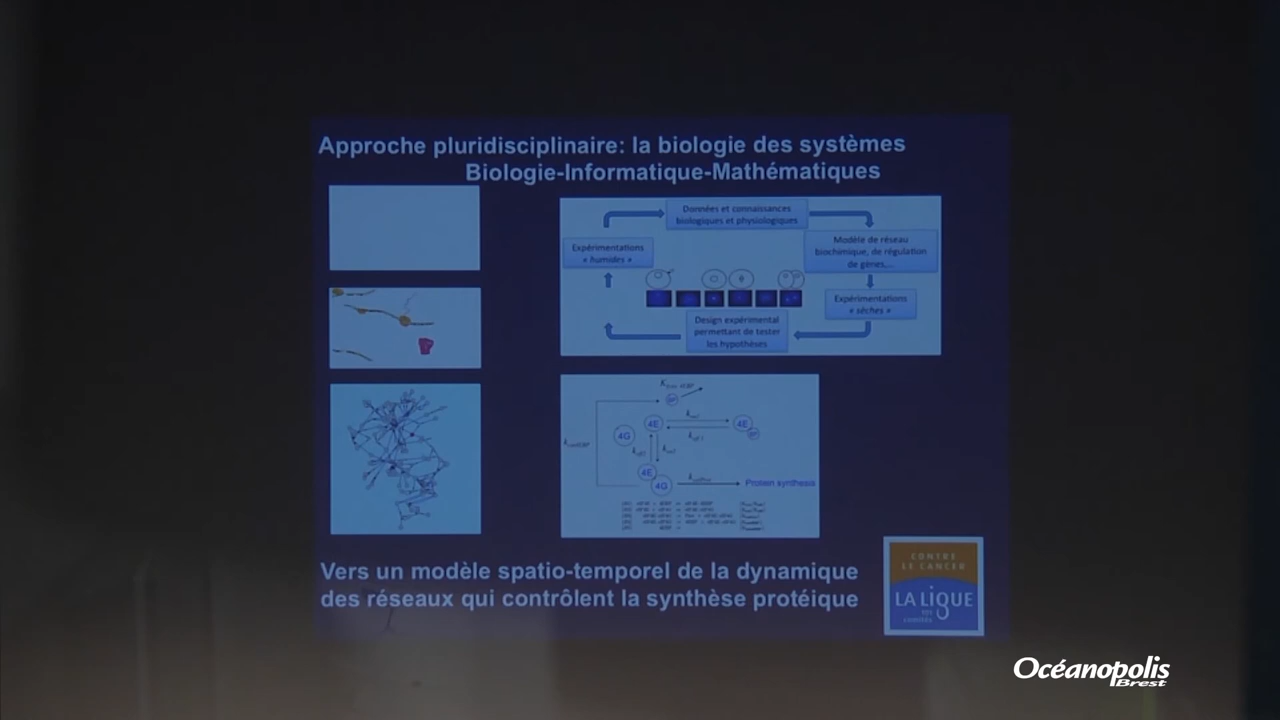 Approche pluridisciplinaire: la biologie des systèmes
Biologie-Informatique-Mathématiques
Données et connaissances
biologiques et physiologiques
Expérimentations
« humides »
Modèle de réseau
biochimique, de régulation
de gènes,...
Expérimentations
« sèches »
Design expérimental
permettant de tester
les hypothèses
4E
4G
4E
4E
4G
Protein synthesis
Vers un modèle spatio-temporel de la dynamique
des réseaux qui contrôlent la synthèse protéique
CONTRE
LE CANCER
LA LIGUE
Océanopolis
Brest